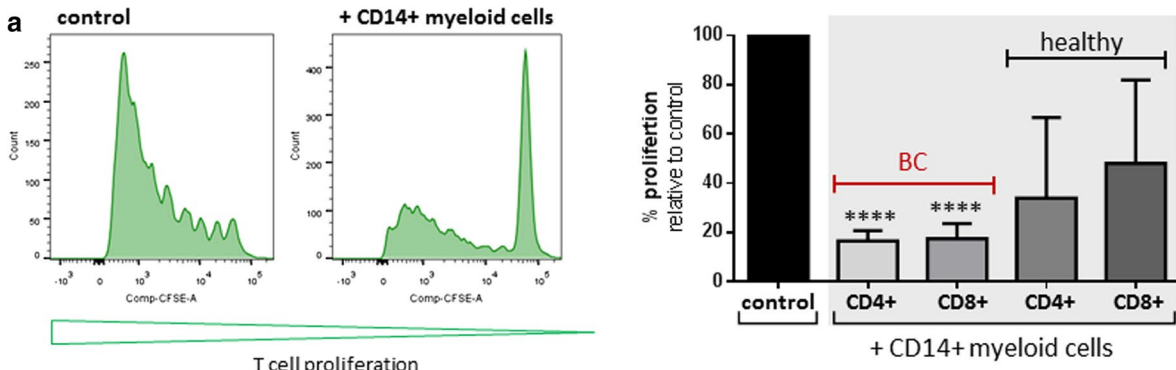 a
control
+ CD14+ myeloid cells
250
200
150
100
50
0
Count
-10³ 0 10³ 10⁴ 10⁵
Comp-CFSE-A
400
300
200
100
0
Count
-10³ 0 10³ 10⁴ 10⁵
Comp-CFSE-A
T cell proliferation
% profilertion
relative to control
100
80
60
40
20
0
healthy
BC
**** ****
control CD4+ CD8+ CD4+ CD8+
+ CD14+ myeloid cells